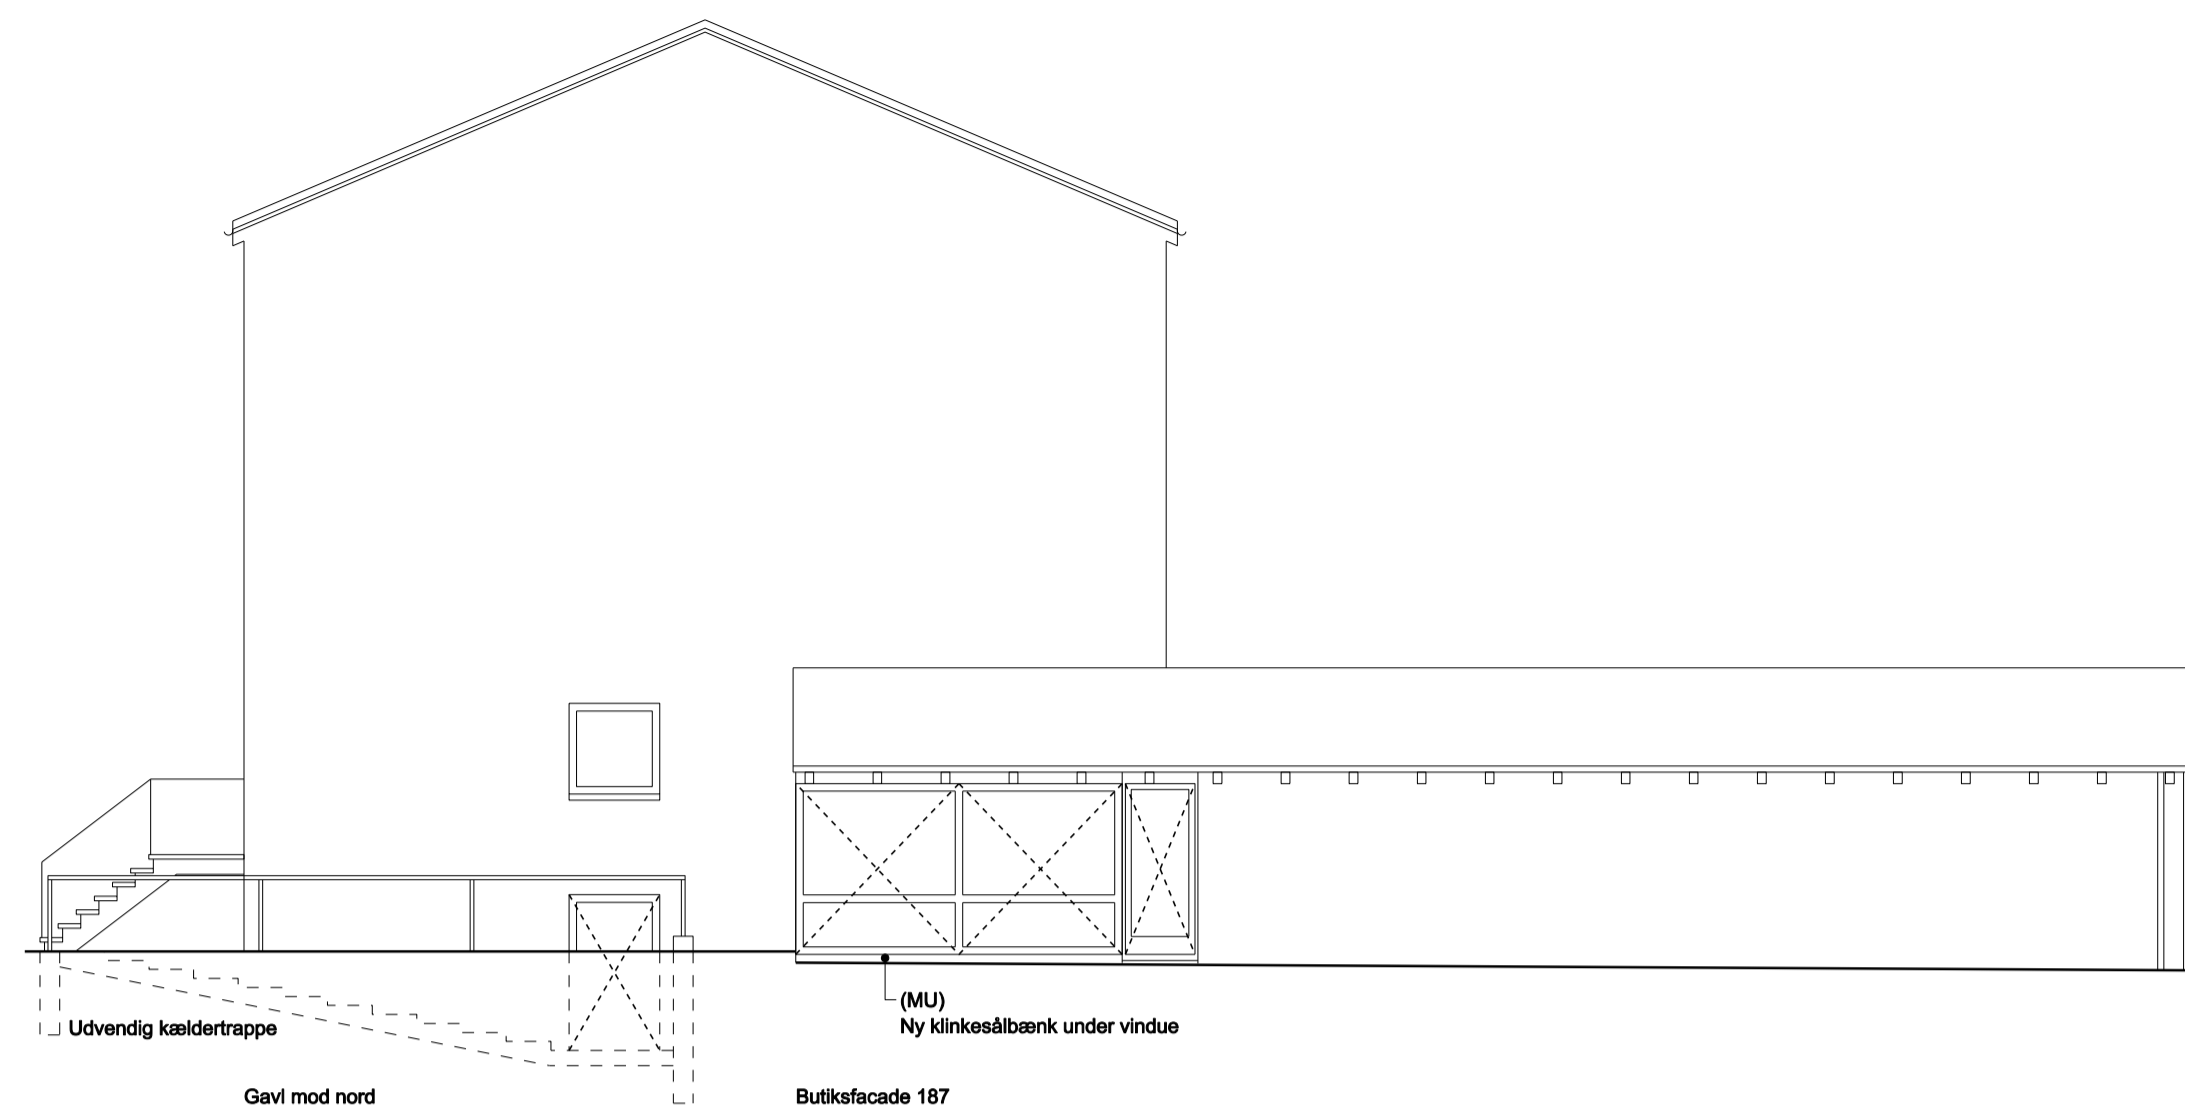 (MU)
Ny klinkesålbænk under vindue
Udvendig kældertrappe
Gavl mod nord
Butiksfacade 187